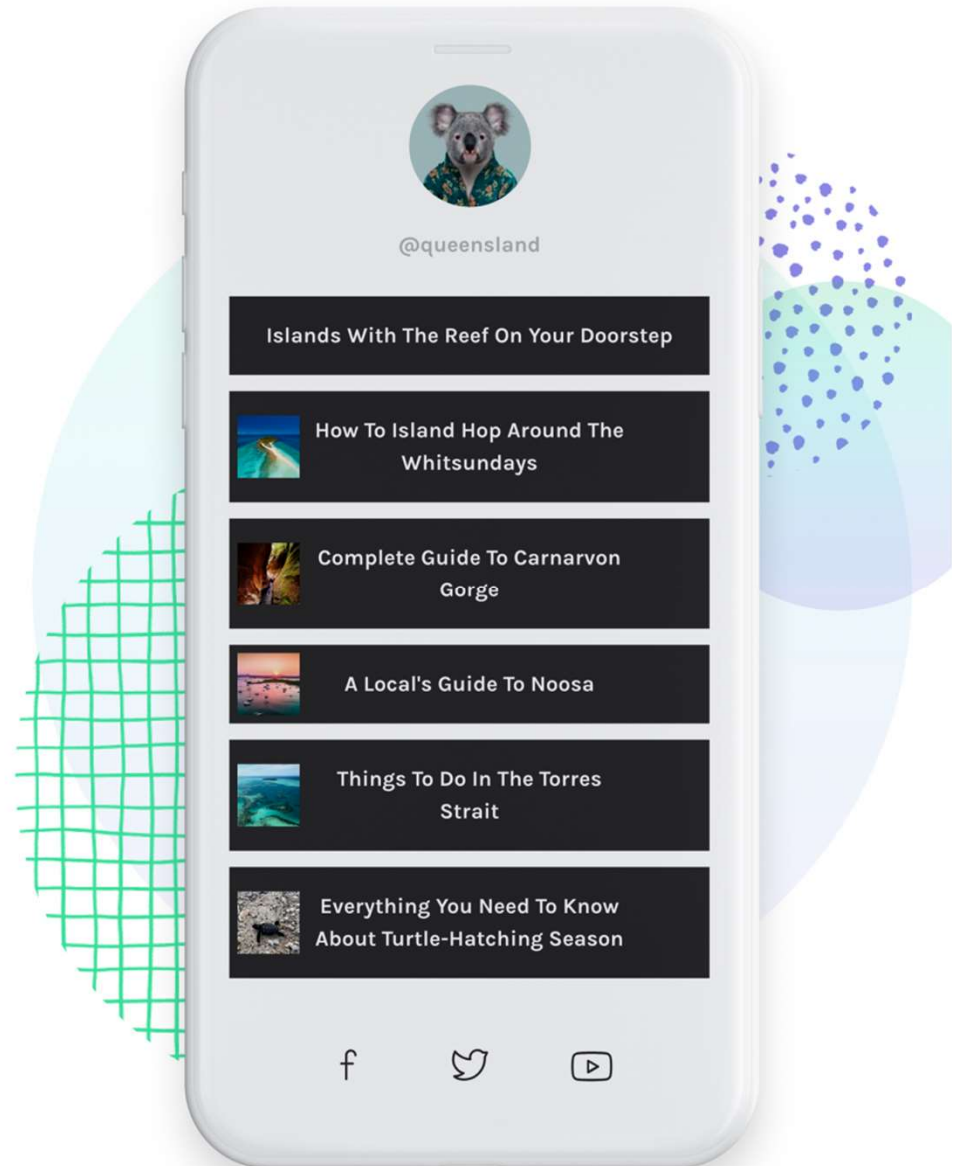 @queensland
Islands With The Reef On Your Doorstep
How To Island Hop Around The
Whitsundays
Complete Guide To Carnarvon
Gorge
A Local's Guide To Noosa
Things To Do In The Torres
Strait
Everything You Need To Know
About Turtle-Hatching Season